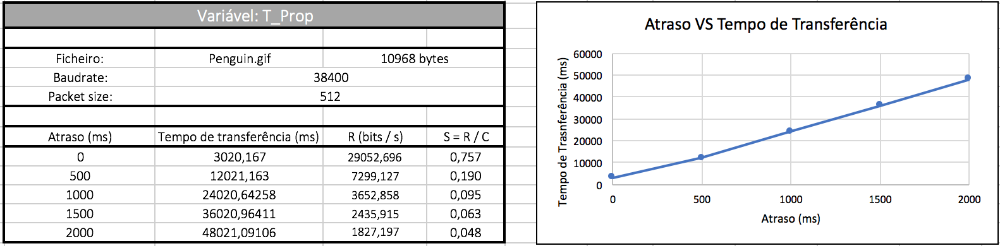 Variável: T_Prop
Ficheiro: Penguin.gif 10968 bytes
Baudrate: 38400
Packet size: 512
Atraso (ms) Tempo de transferência (ms) R (bits / s) S = R / C
0 3020,167 29052,696 0,757
500 12021,163 7299,127 0,190
1000 24020,64258 3652,858 0,095
1500 36020,96411 2435,915 0,063
2000 48021,09106 1827,197 0,048
Atraso VS Tempo de Transferência
Tempo de Trasnferência (ms)
60000
50000
40000
30000
20000
10000
0
0 500 1000 1500 2000
Atraso (ms)